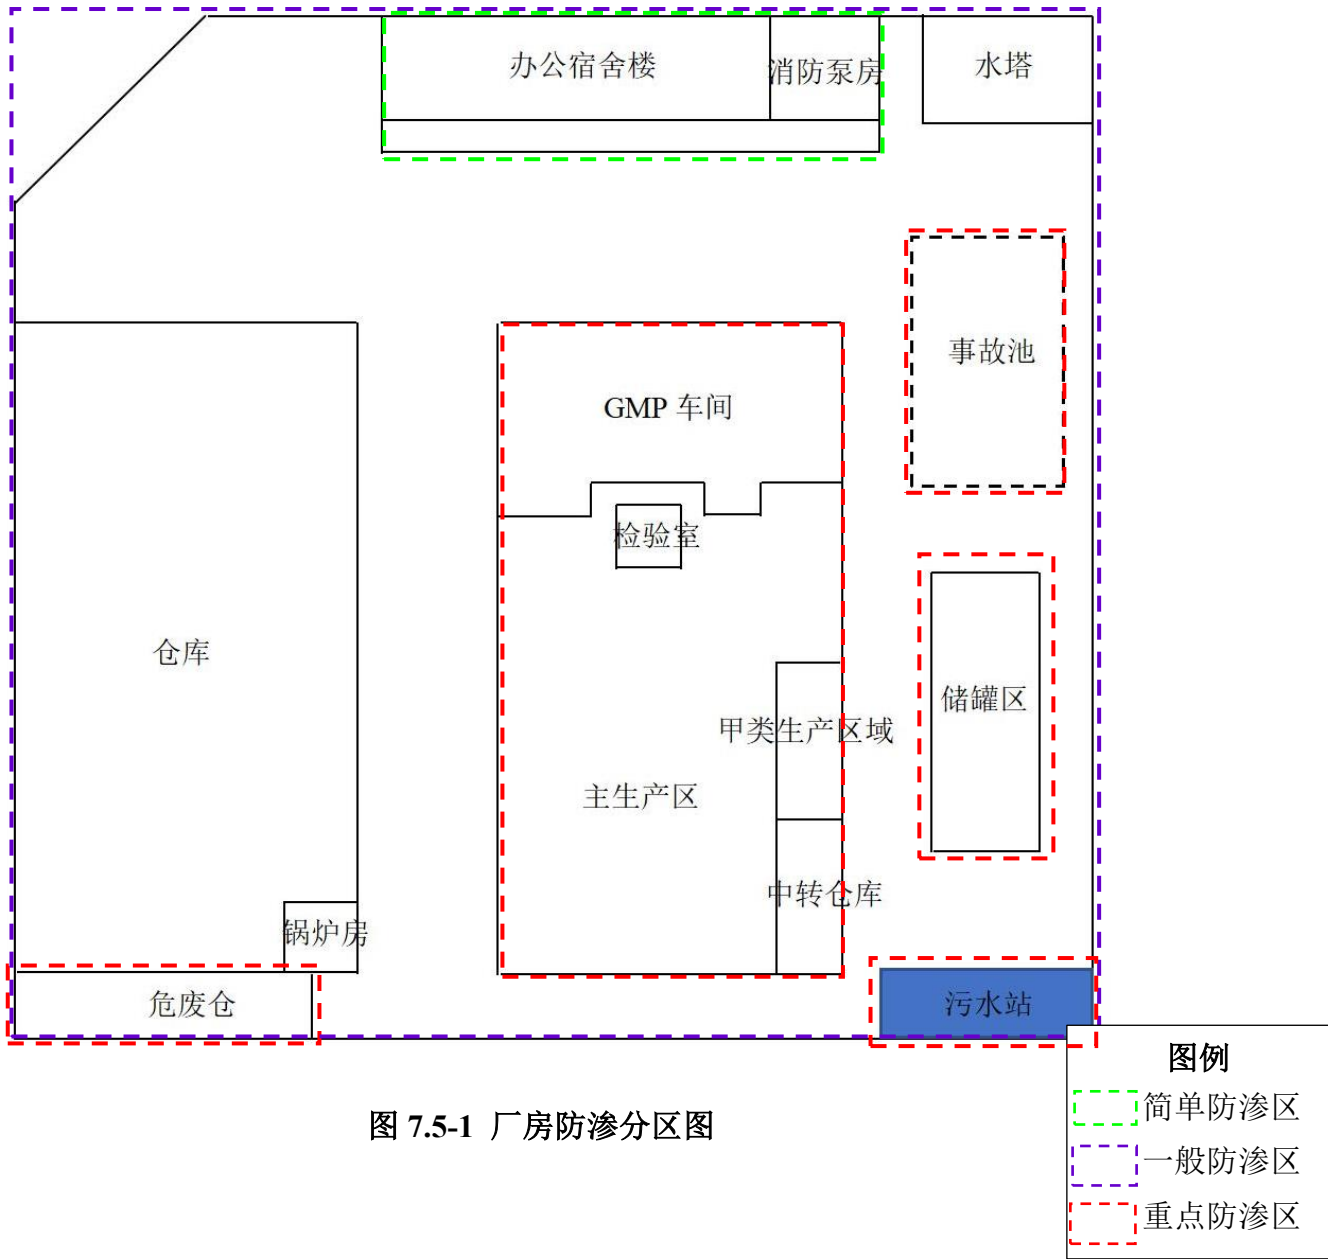 办公宿舍楼
消防泵房
水塔
事故池
GMP 车间
检验室
仓库
储罐区
甲类生产区域
主生产区
中转仓库
锅炉房
危废仓
污水站
图例
简单防渗区
一般防渗区
重点防渗区
图 7.5-1 厂房防渗分区图